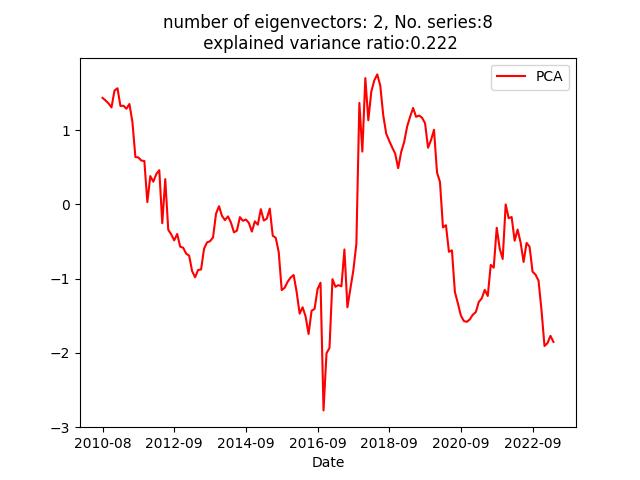 number of eigenvectors: 2, No. series:8
explained variance ratio:0.222
PCA
1
0
−1
−2
−3
2010-08 2012-09 2014-09 2016-09 2018-09 2020-09 2022-09
Date